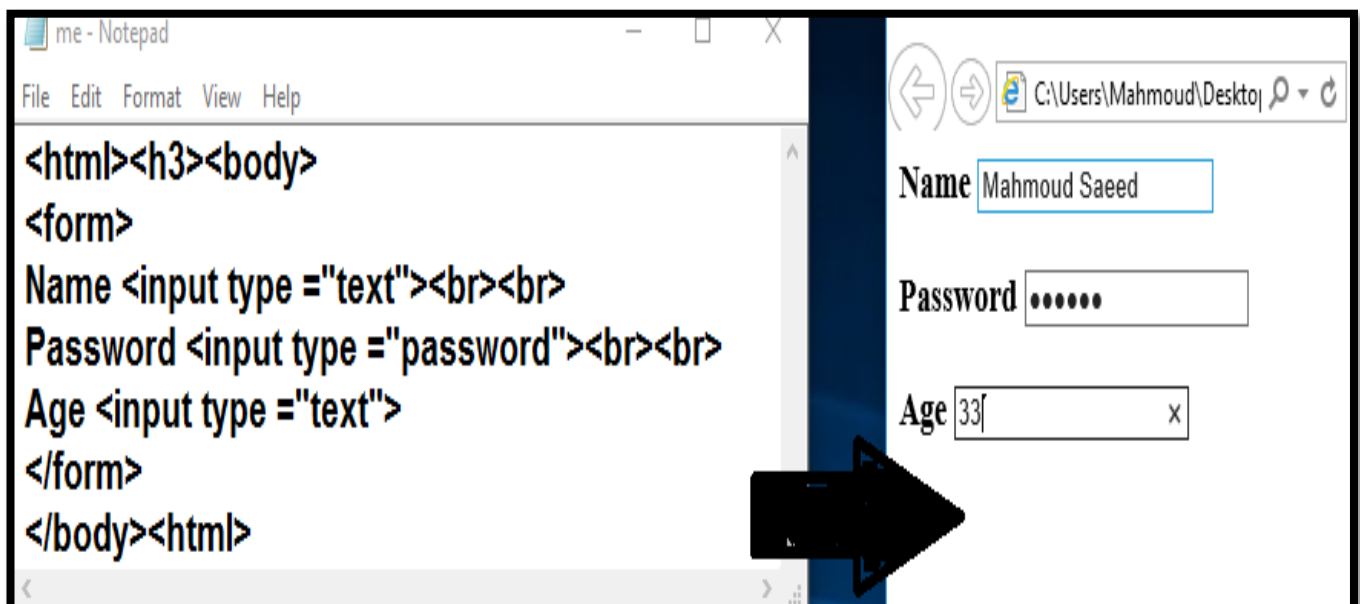 me - Notepad
File Edit Format View Help
<html><h3><body>
<form>
Name <input type ="text"><br><br>
Password <input type ="password"><br><br>
Age <input type ="text">
</form>
</body><html>
C:\Users\Mahmoud\Desktop
Name Mahmoud Saeed
Password ••••••
Age 33